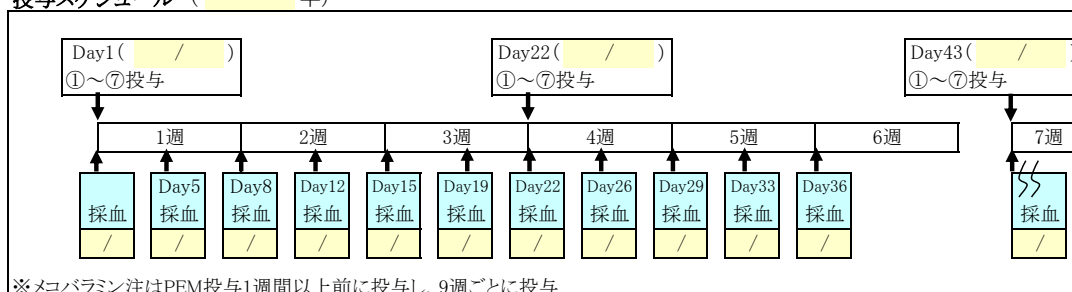 投与スケジュール ( 年)
Day1( / ) Day22( / ) Day43( / )
①～⑦投与 ①～⑦投与 ①～⑦投与
1週 2週 3週 4週 5週 6週 7週
Day5 Day8 Day12 Day15 Day19 Day22 Day26 Day29 Day33 Day36
採血 採血 採血 採血 採血 採血 採血 採血 採血 採血 採血 採血
/ / / / / / / / / / / /
※メコバラミン注はPEM投与1週間以上前に投与し、9週ごとに投与